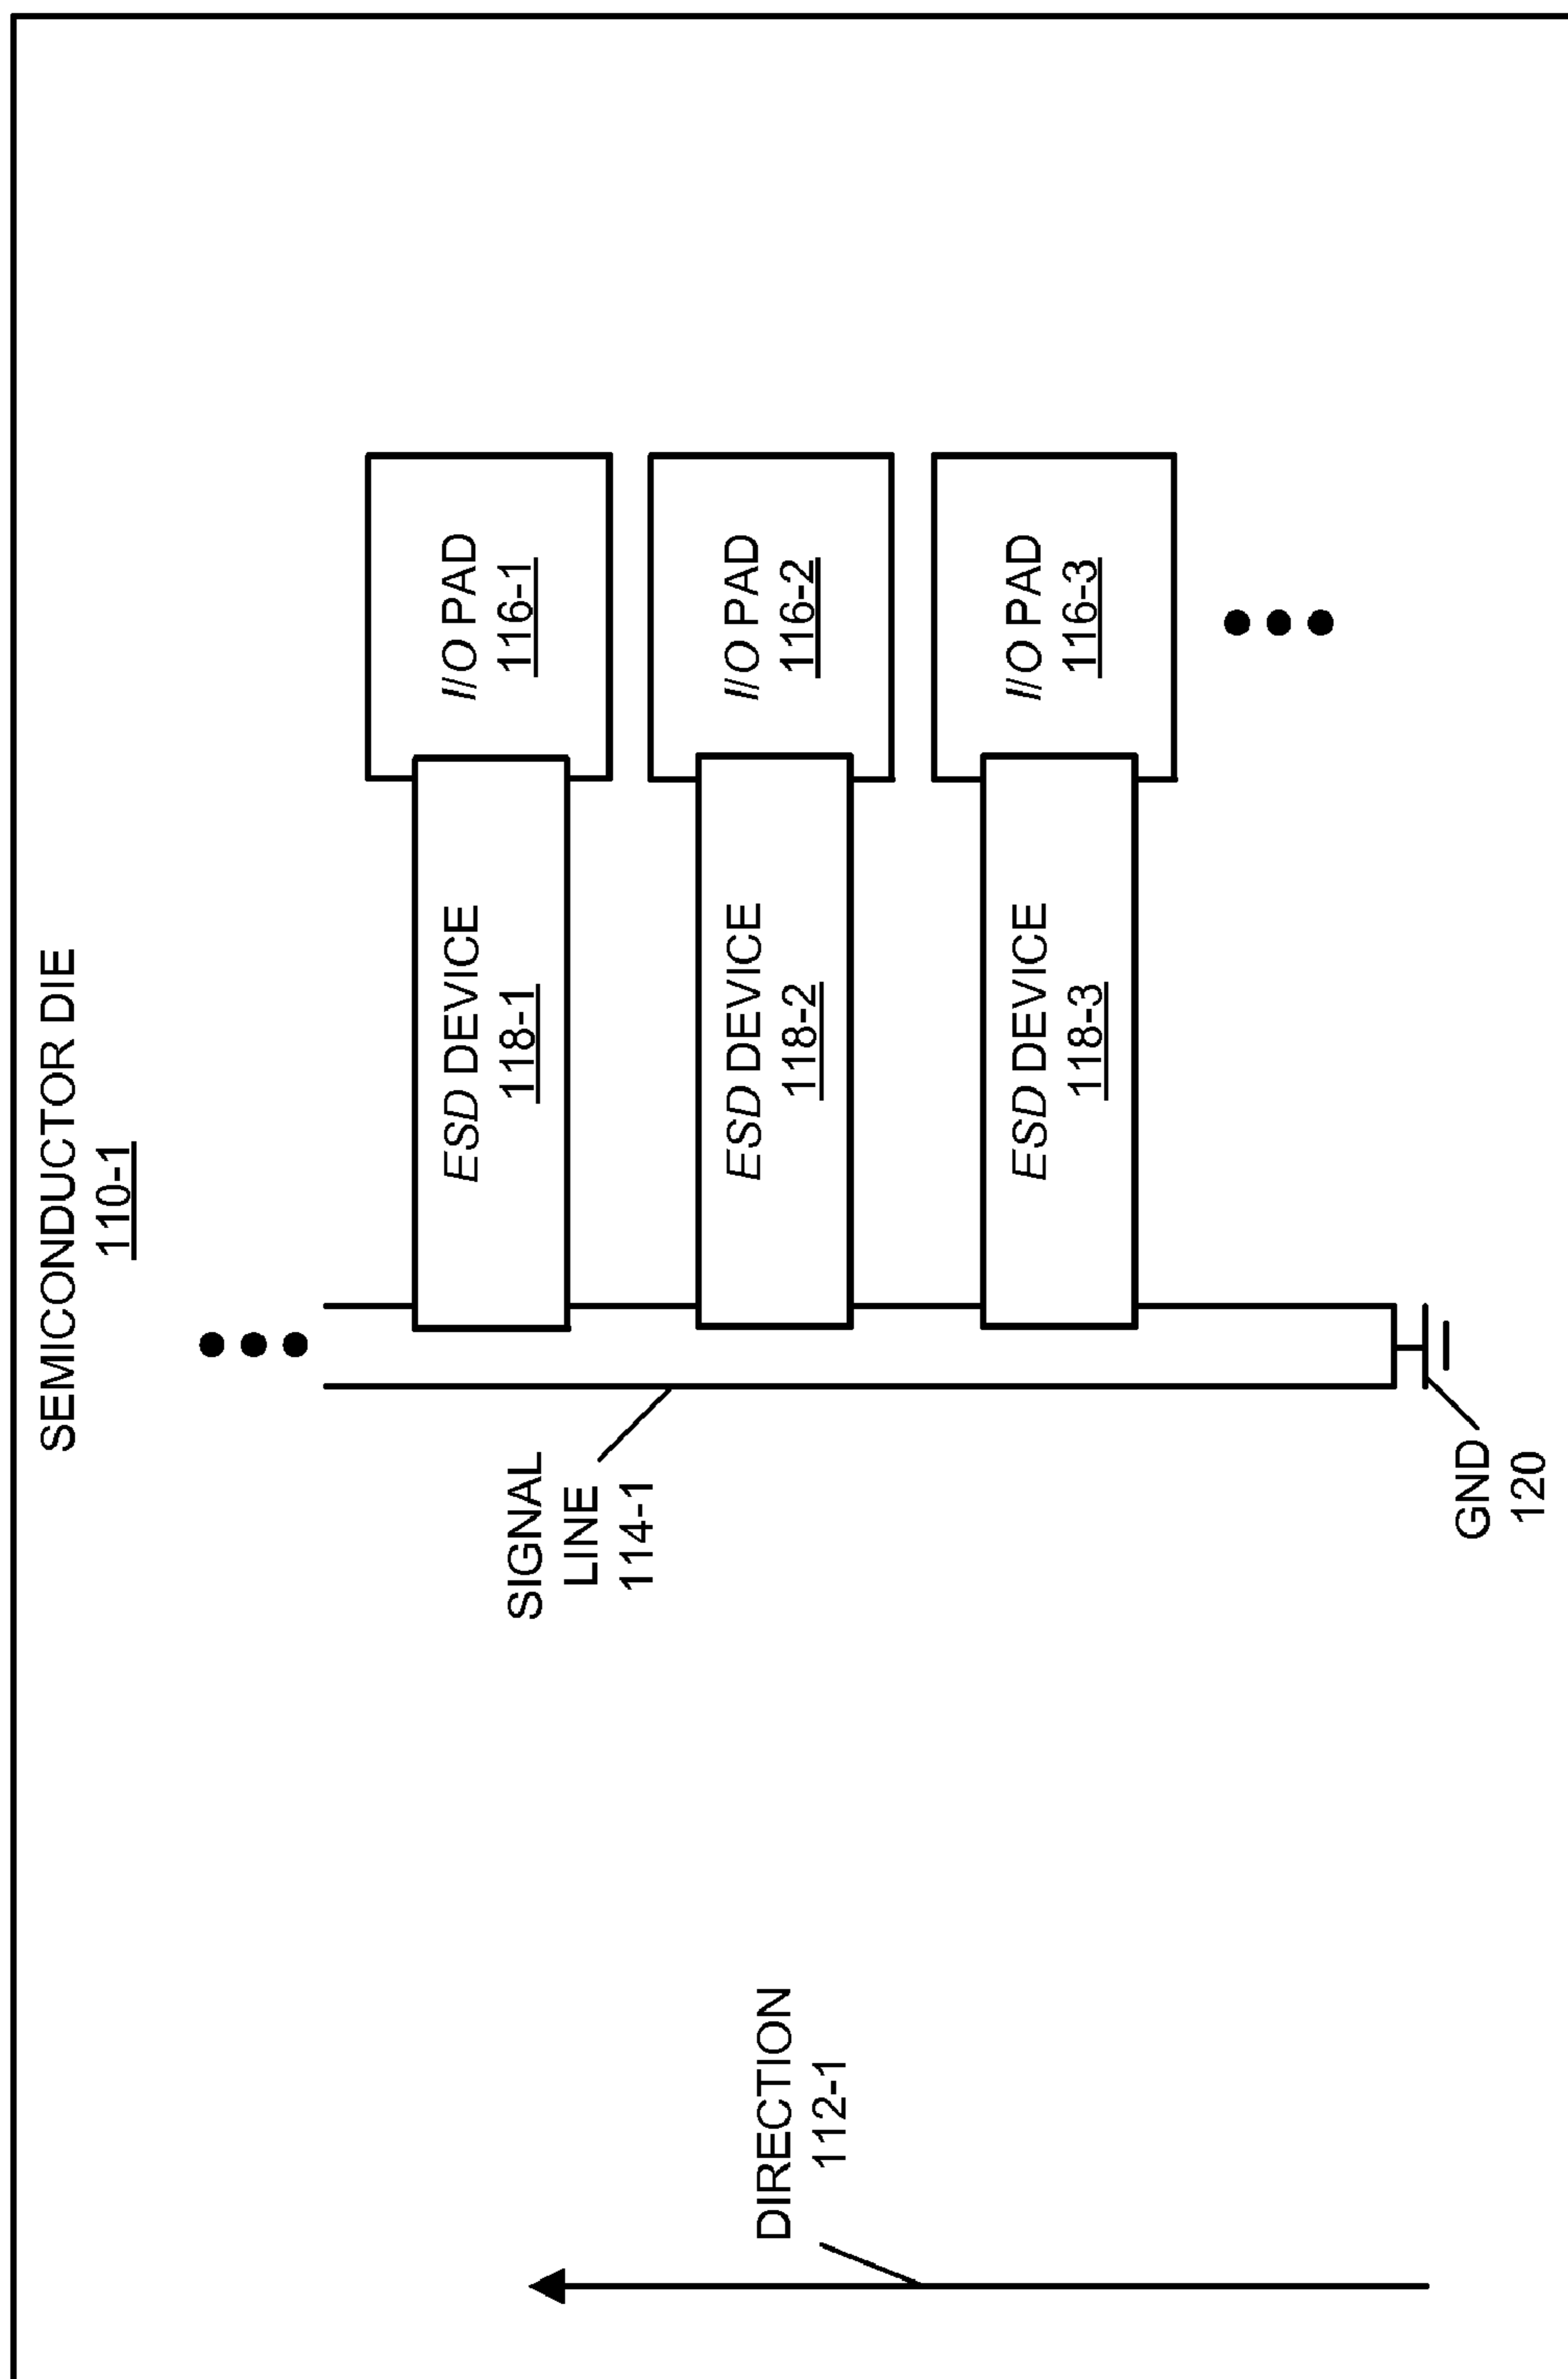 SEMICONDUCTOR DIE
110-1
I/O PAD
116-1
I/O PAD
116-2
I/O PAD
116-3
ESD DEVICE
118-1
ESD DEVICE
118-2
ESD DEVICE
118-3
SIGNAL
LINE
114-1
GND
120
DIRECTION
112-1